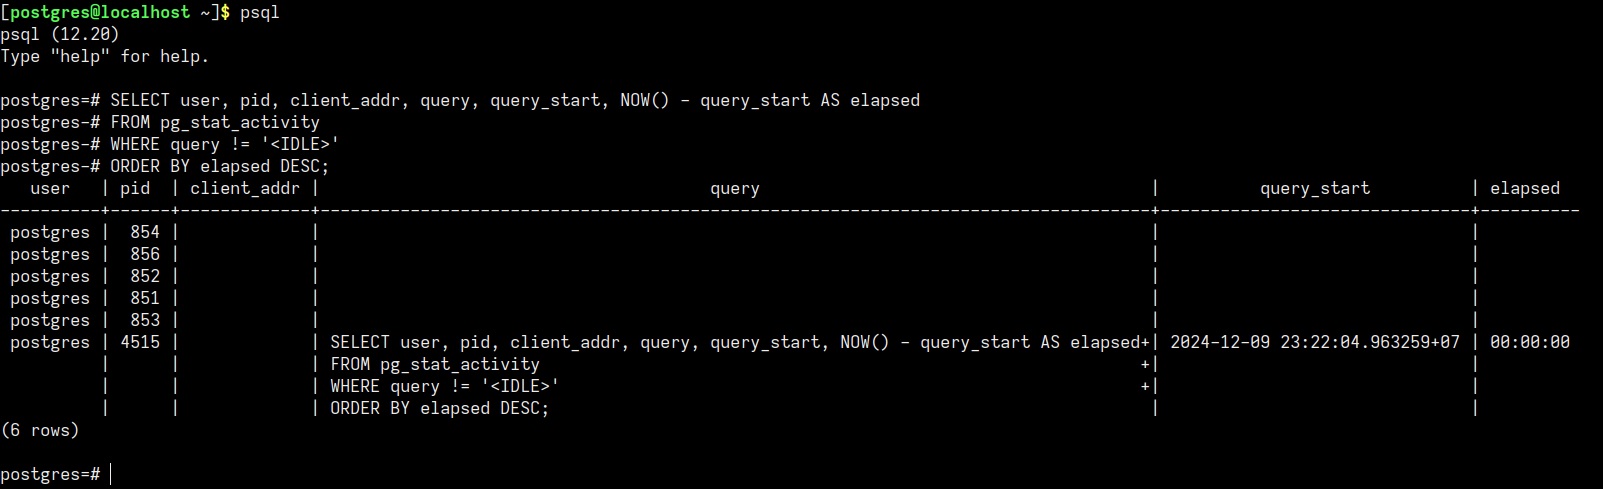 [postgres@localhost ~]$ psql
psql (12.20)
Type "help" for help.

postgres=# SELECT user, pid, client_addr, query, query_start, NOW() - query_start AS elapsed
postgres-# FROM pg_stat_activity
postgres-# WHERE query != '<IDLE>'
postgres-# ORDER BY elapsed DESC;
   user   | pid  | client_addr |                                       query                                       |          query_start          | elapsed
----------+------+-------------+-----------------------------------------------------------------------------------+-------------------------------+----------
 postgres |  854 |             |                                                                                   |                               |
 postgres |  856 |             |                                                                                   |                               |
 postgres |  852 |             |                                                                                   |                               |
 postgres |  851 |             |                                                                                   |                               |
 postgres |  853 |             |                                                                                   |                               |
 postgres | 4515 |             | SELECT user, pid, client_addr, query, query_start, NOW() - query_start AS elapsed+| 2024-12-09 23:22:04.963259+07 | 00:00:00
          |      |             | FROM pg_stat_activity                                                            +|                               |
          |      |             | WHERE query != '<IDLE>'                                                          +|                               |
          |      |             | ORDER BY elapsed DESC;                                                            |                               |
(6 rows)

postgres=#